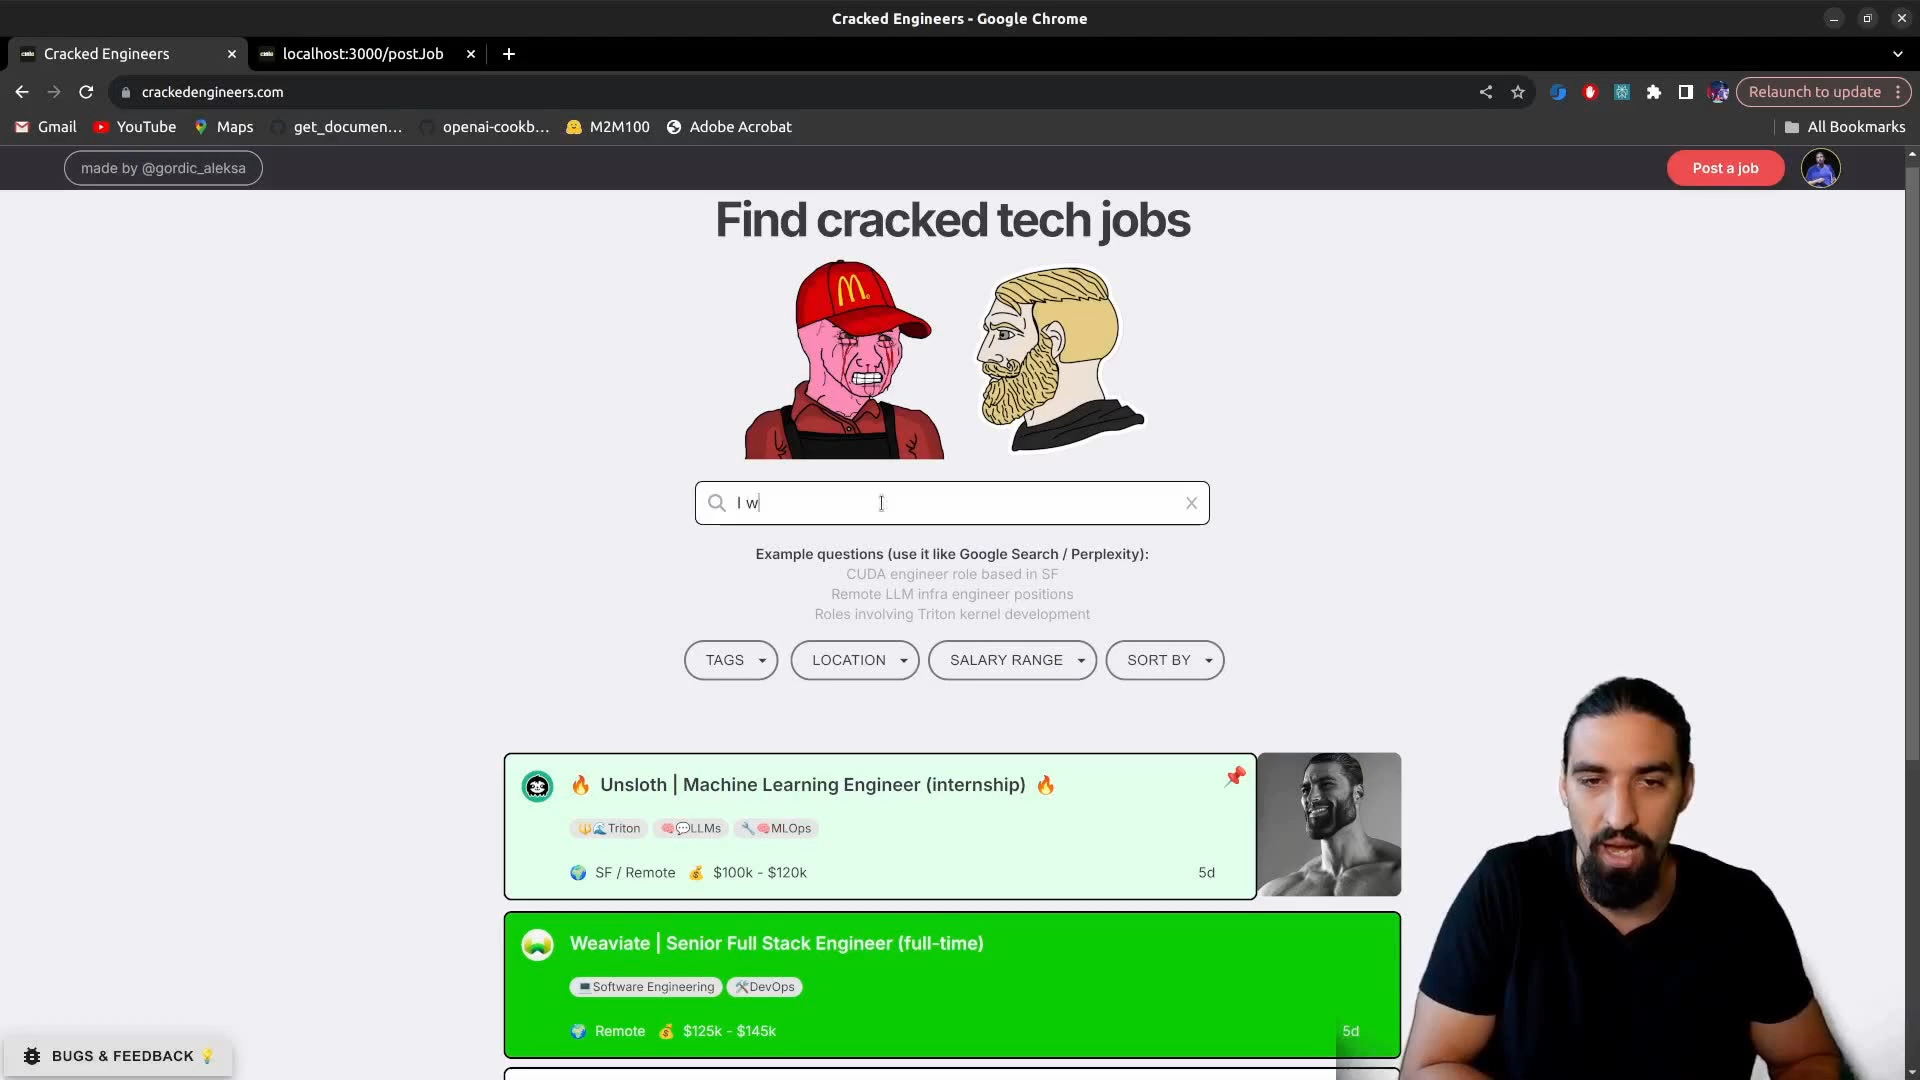 Cracked Engineers - Google Chrome
Cracked Engineers
localhost:3000/postJob
crackedengineers.com
Relaunch to update
Gmail
YouTube
Maps
get_documen...
openai-cookb...
M2M100
Adobe Acrobat
All Bookmarks
made by @gordic_aleksa
Post a job
Find cracked tech jobs
I w
Example questions (use it like Google Search / Perplexity):
CUDA engineer role based in SF
Remote LLM infra engineer positions
Roles involving Triton kernel development
TAGS
LOCATION
SALARY RANGE
SORT BY
🔥 Unsloth | Machine Learning Engineer (internship) 🔥
🔱🌊Triton 🧠💬LLMs 🔧🧠MLOps
🌍 SF / Remote 💰 $100k - $120k
5d
Weaviate | Senior Full Stack Engineer (full-time)
💻Software Engineering 🛠️DevOps
🌍 Remote 💰 $125k - $145k
5d
BUGS & FEEDBACK 💡